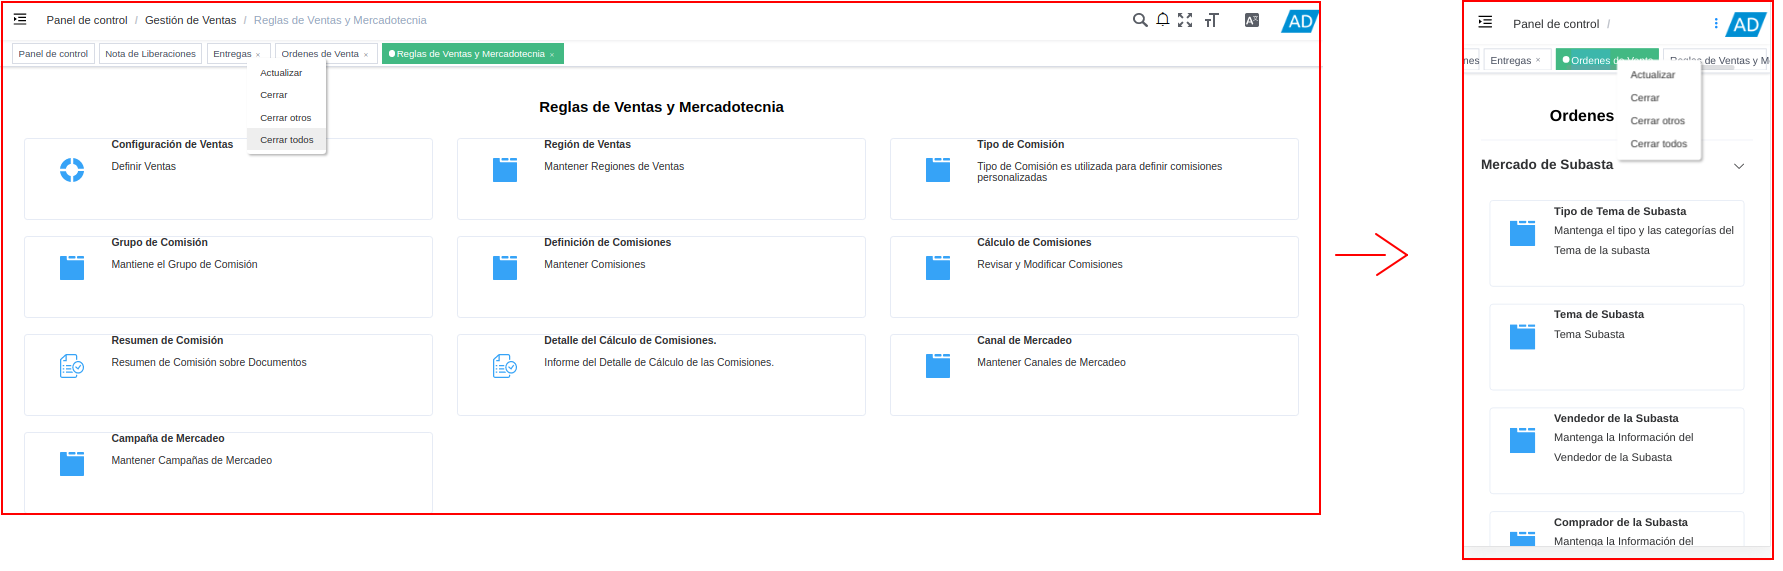 Panel de control / Gestión de Ventas / Reglas de Ventas y Mercadotecnia
AD
Panel de control
Nota de Liberaciones
Entregas ×
Ordenes de Venta ×
Reglas de Ventas y Mercadotecnia ×
Actualizar
Cerrar
Cerrar otros
Cerrar todos
Reglas de Ventas y Mercadotecnia
Configuración de Ventas
Definir Ventas
Región de Ventas
Mantener Regiones de Ventas
Tipo de Comisión
Tipo de Comisión es utilizada para definir comisiones
personalizadas
Grupo de Comisión
Mantiene el Grupo de Comisión
Definición de Comisiones
Mantener Comisiones
Cálculo de Comisiones
Revisar y Modificar Comisiones
Resumen de Comisión
Resumen de Comisión sobre Documentos
Detalle del Cálculo de Comisiones.
Informe del Detalle de Cálculo de las Comisiones.
Canal de Mercadeo
Mantener Canales de Mercadeo
Campaña de Mercadeo
Mantener Campañas de Mercadeo
Panel de control /
AD
nes
Entregas ×
Ordenes de Venta
Reglas de Ventas y M
Actualizar
Cerrar
Cerrar otros
Cerrar todos
Ordenes
Mercado de Subasta
Tipo de Tema de Subasta
Mantenga el tipo y las categorías del
Tema de la subasta
Tema de Subasta
Tema Subasta
Vendedor de la Subasta
Mantenga la Información del
Vendedor de la Subasta
Comprador de la Subasta
Mantenga la Información del